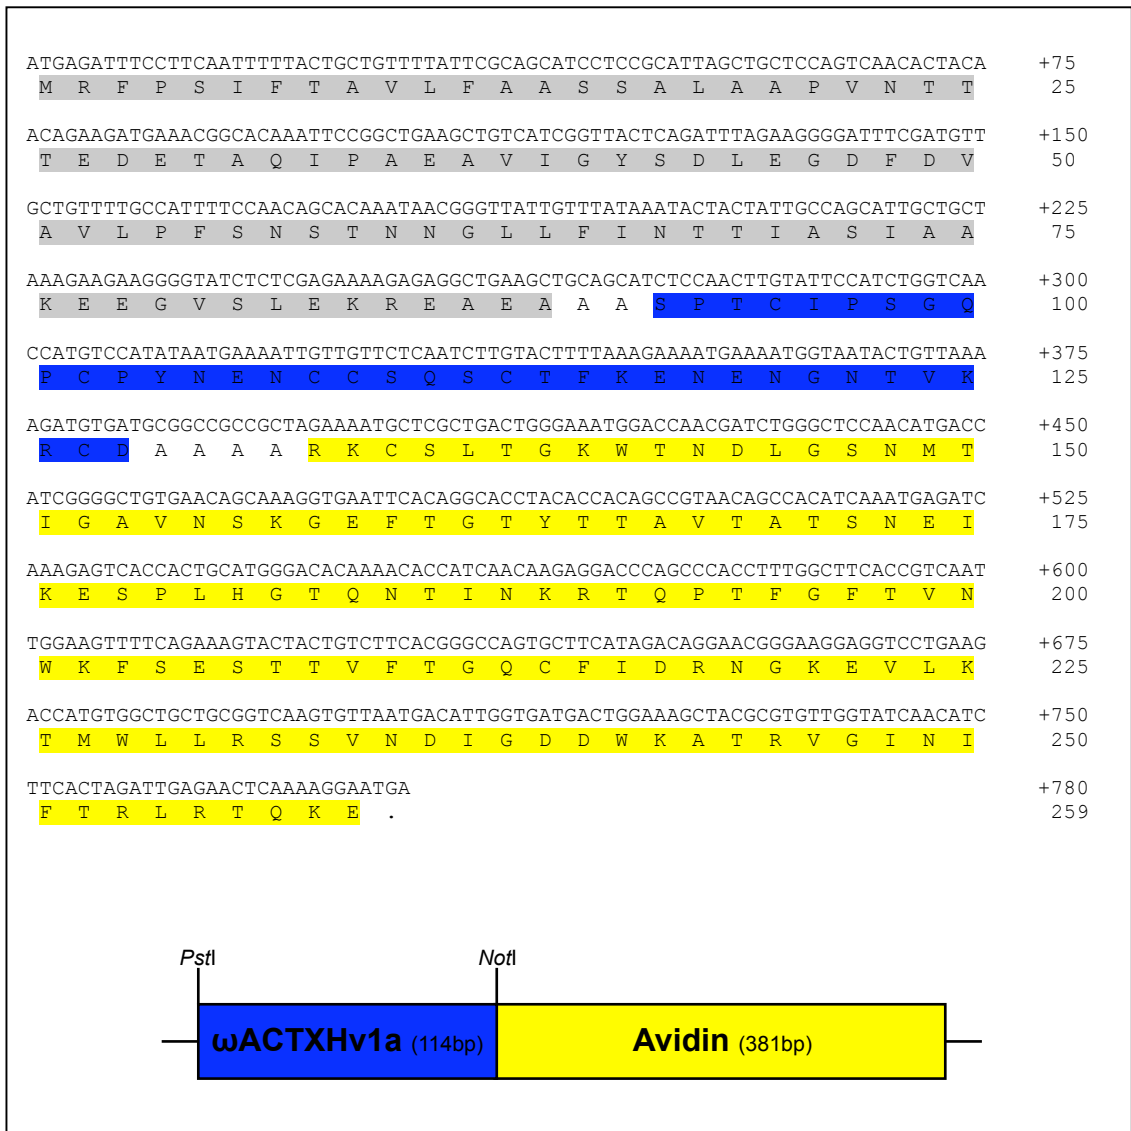 ATGAGATTTCCTTCAATTTTTACTGCTGTTTTATTCGCAGCATCCTCCGCATTAGCTGCTCCAGTCAACACTACA +75
M R F P S I F T A V L F A A S S A L A A P V N T T 25
ACAGAAGATGAAACGGCACAAATTCCGGCTGAAGCTGTCATCGGTTACTCAGATTTAGAAGGGGATTTCGATGTT +150
T E D E T A Q I P A E A V I G Y S D L E G D F D V 50
GCTGTTTTGCCATTTTCCAACAGCACAAATAACGGGTTATTGTTTATAAATACTACTATTGCCAGCATTGCTGCT +225
A V L P F S N S T N N G L L F I N T T I A S I A A 75
AAAGAAGAAGGGGTATCTCTCGAGAAAAGAGAGGCTGAAGCTGCAGCATCTCCAACTTGTATTCCATCTGGTCAA +300
K E E G V S L E K R E A E A A A S P T C I P S G Q 100
CCATGTCCATATAATGAAAATTGTTGTTCTCAATCTTGTACTTTTAAAGAAAATGAAAATGGTAATACTGTTAAA +375
P C P Y N E N C C S Q S C T F K E N E N G N T V K 125
AGATGTGATGCGGCCGCCGCTAGAAAATGCTCGCTGACTGGGAAATGGACCAACGATCTGGGCTCCAACATGACC +450
R C D A A A A R K C S L T G K W T N D L G S N M T 150
ATCGGGGCTGTGAACAGCAAAGGTGAATTCACAGGCACCTACACCACAGCCGTAACAGCCACATCAAATGAGATC +525
I G A V N S K G E F T G T Y T T A V T A T S N E I 175
AAAGAGTCACCACTGCATGGGACACAAAACACCATCAACAAGAGGACCCAGCCCACCTTTGGCTTCACCGTCAAT +600
K E S P L H G T Q N T I N K R T Q P T F G F T V N 200
TGGAAGTTTTCAGAAAGTACTACTGTCTTCACGGGCCAGTGCTTCATAGACAGGAACGGGAAGGAGGTCCTGAAG +675
W K F S E S T T V F T G Q C F I D R N G K E V L K 225
ACCATGTGGCTGCTGCGGTCAAGTGTTAATGACATTGGTGATGACTGGAAAGCTACGCGTGTTGGTATCAACATC +750
T M W L L R S S V N D I G D D W K A T R V G I N I 250
TTCACTAGATTGAGAACTCAAAAGGAATGA +780
F T R L R T Q K E . 259
PstI NotI
ωACTXHv1a (114bp) Avidin (381bp)